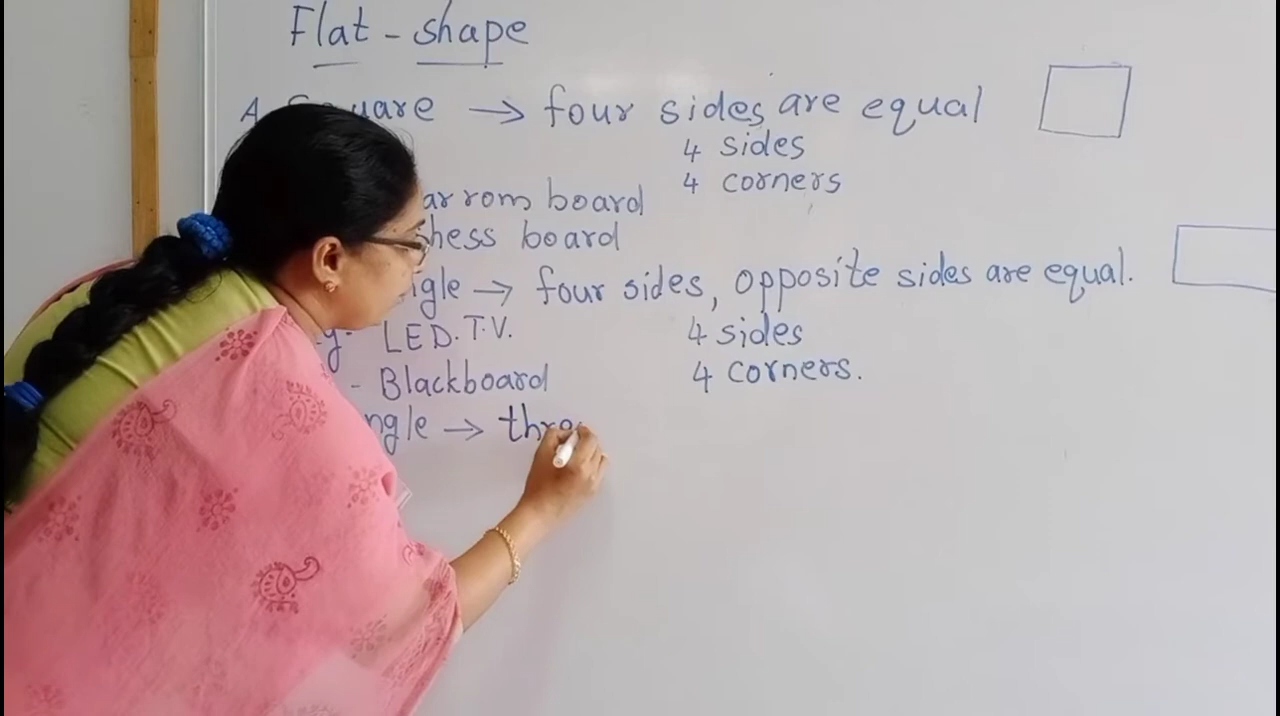 Flat - shape
A → four sides are equal
4 sides
4 corners
board
board
→ four sides, opposite sides are equal.
LED. T.V.
4 sides
- Blackboard
4 corners.
→